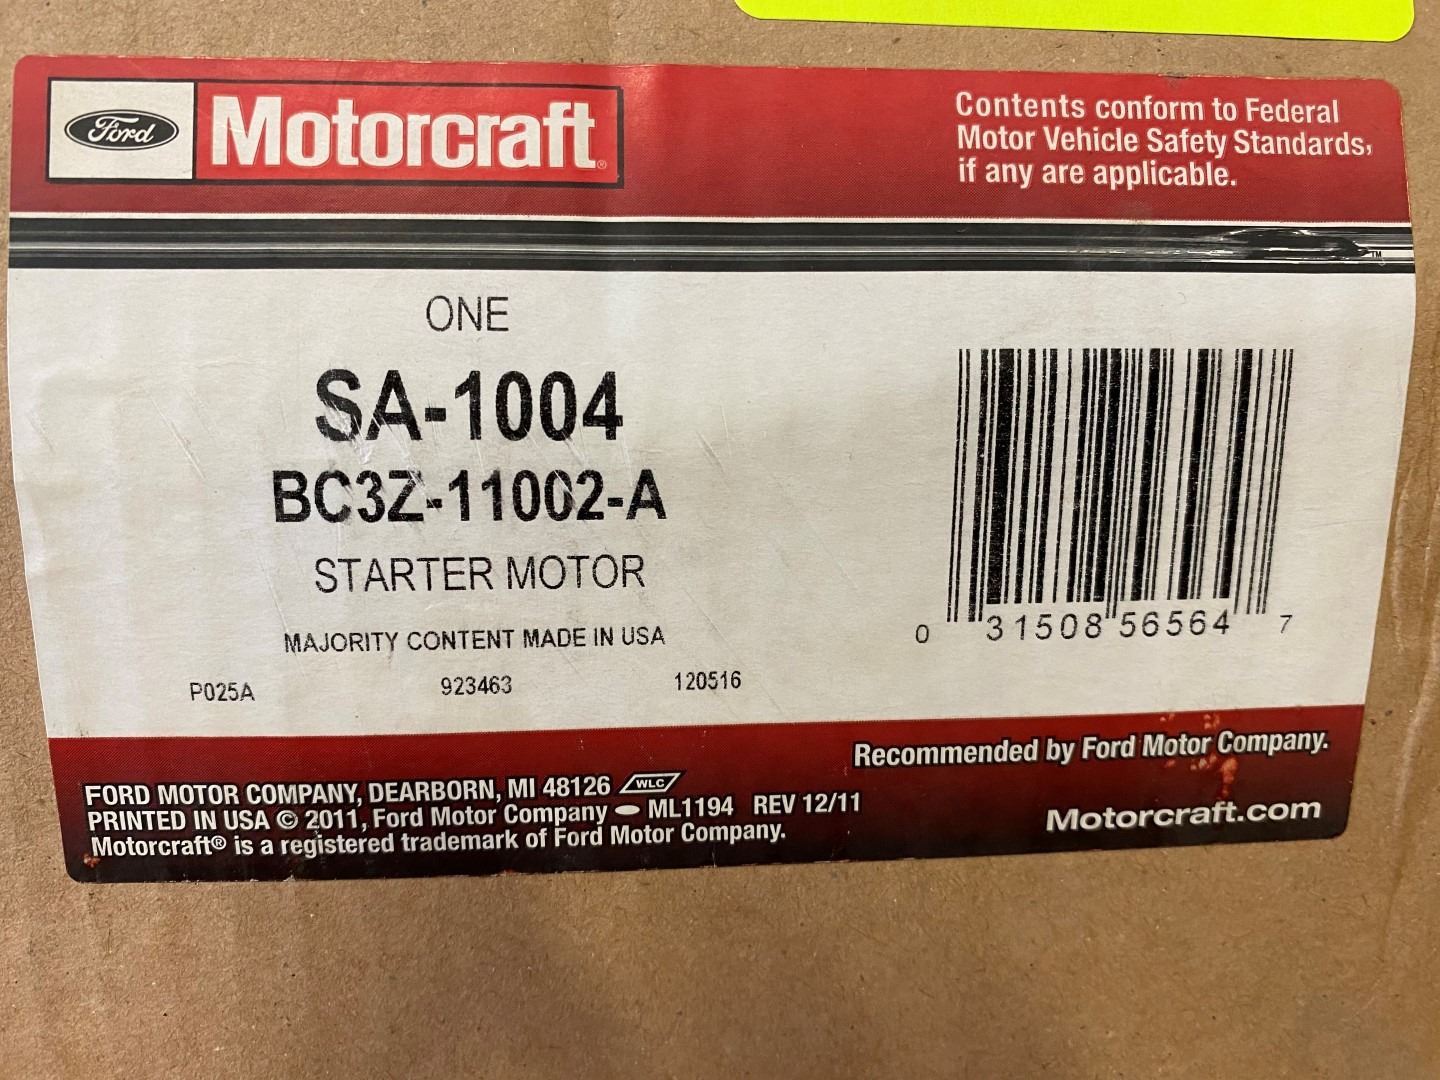 Ford Motorcraft®
Contents conform to Federal
Motor Vehicle Safety Standards,
if any are applicable.
TM
ONE
SA-1004
BC3Z-11002-A
STARTER MOTOR
MAJORITY CONTENT MADE IN USA
P025A 923463 120516
0 31508 56564 7
Recommended by Ford Motor Company.
FORD MOTOR COMPANY, DEARBORN, MI 48126 WLC
PRINTED IN USA © 2011, Ford Motor Company ML1194 REV 12/11
Motorcraft® is a registered trademark of Ford Motor Company.
Motorcraft.com